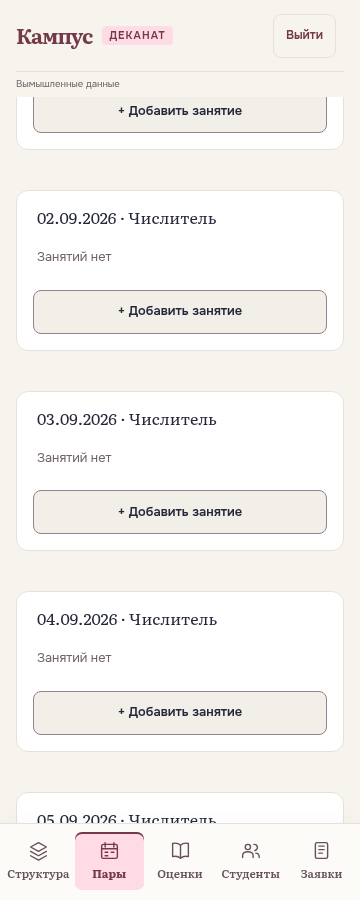 Кампус ДЕКАНАТ Выйти
Вымышленные данные
+ Добавить занятие
02.09.2026 · Числитель
Занятий нет
+ Добавить занятие
03.09.2026 · Числитель
Занятий нет
+ Добавить занятие
04.09.2026 · Числитель
Занятий нет
+ Добавить занятие
05.09.2026 · Числитель
Структура Пары Оценки Студенты Заявки